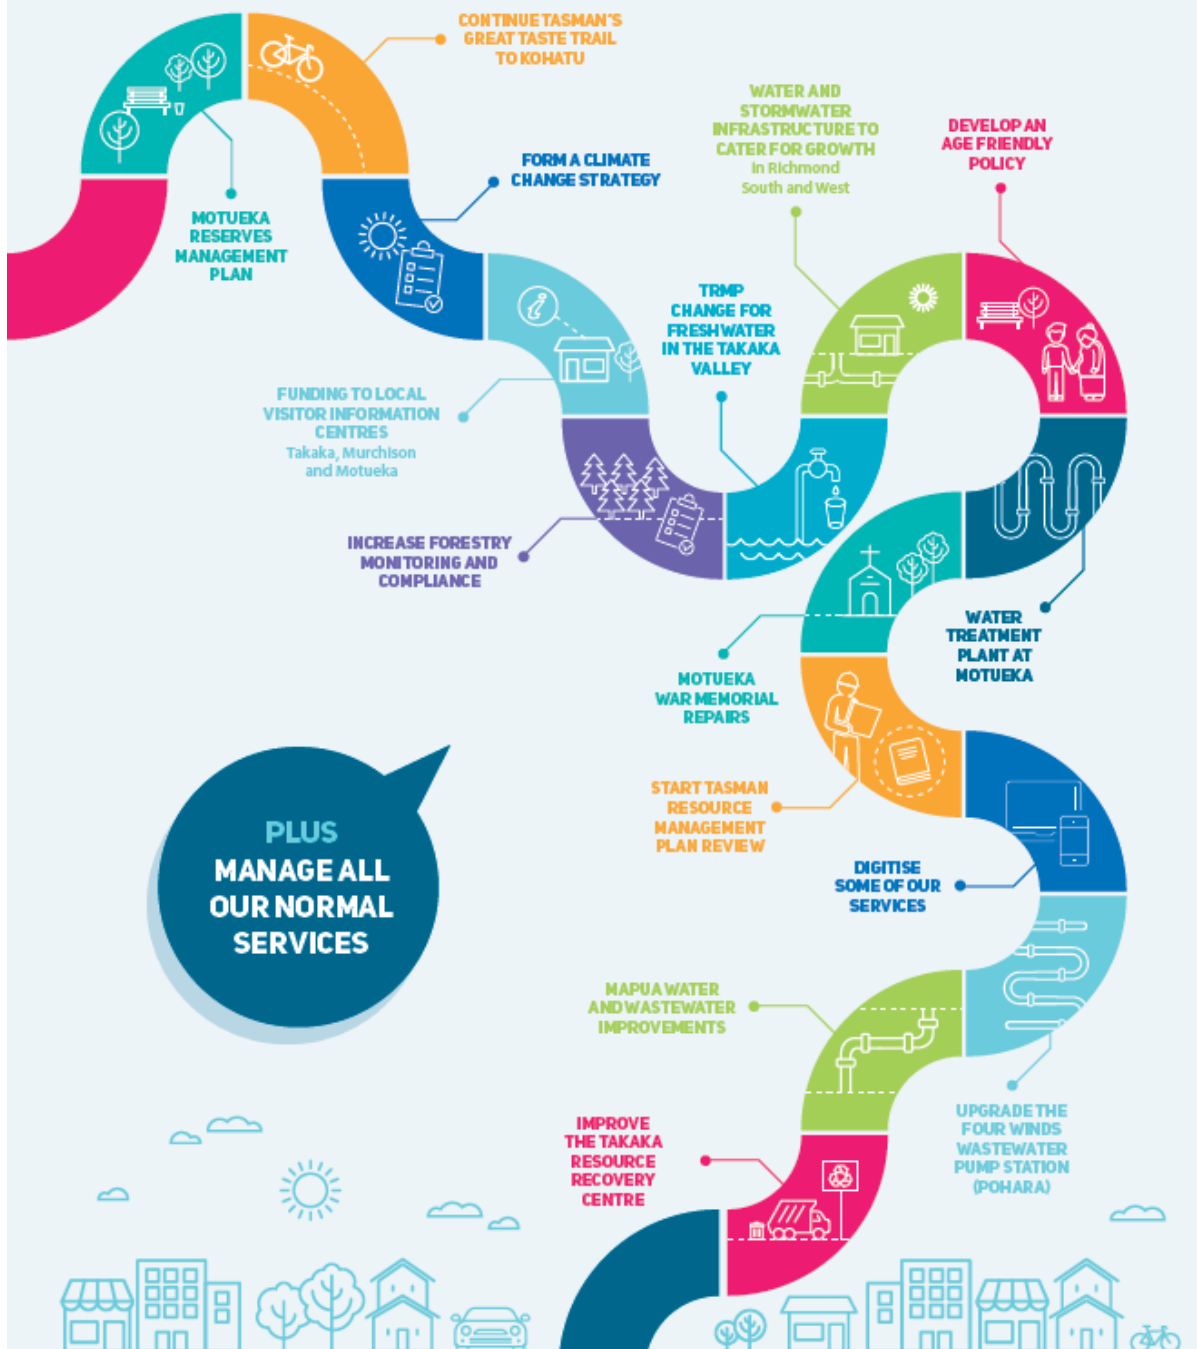 CONTINUE TASMAN'S
GREAT TASTE TRAIL
TO KOHATU
MOTUEKA
RESERVES
MANAGEMENT
PLAN
FORM A CLIMATE
CHANGE STRATEGY
WATER AND
STORMWATER
INFRASTRUCTURE TO
CATER FOR GROWTH
In Richmond
South and West
DEVELOP AN
AGE FRIENDLY
POLICY
TRMP
CHANGE FOR
FRESHWATER
IN THE TAKAKA
VALLEY
i
FUNDING TO LOCAL
VISITOR INFORMATION
CENTRES
Takaka, Murchison
and Motueka
INCREASE FORESTRY
MONITORING AND
COMPLIANCE
WATER
TREATMENT
PLANT AT
MOTUEKA
MOTUEKA
WAR MEMORIAL
REPAIRS
START TASMAN
RESOURCE
MANAGEMENT
PLAN REVIEW
DIGITISE
SOME OF OUR
SERVICES
PLUS
MANAGE ALL
OUR NORMAL
SERVICES
MAPUA WATER
AND WASTEWATER
IMPROVEMENTS
UPGRADE THE
FOUR WINDS
WASTEWATER
PUMP STATION
(POHARA)
IMPROVE
THE TAKAKA
RESOURCE
RECOVERY
CENTRE